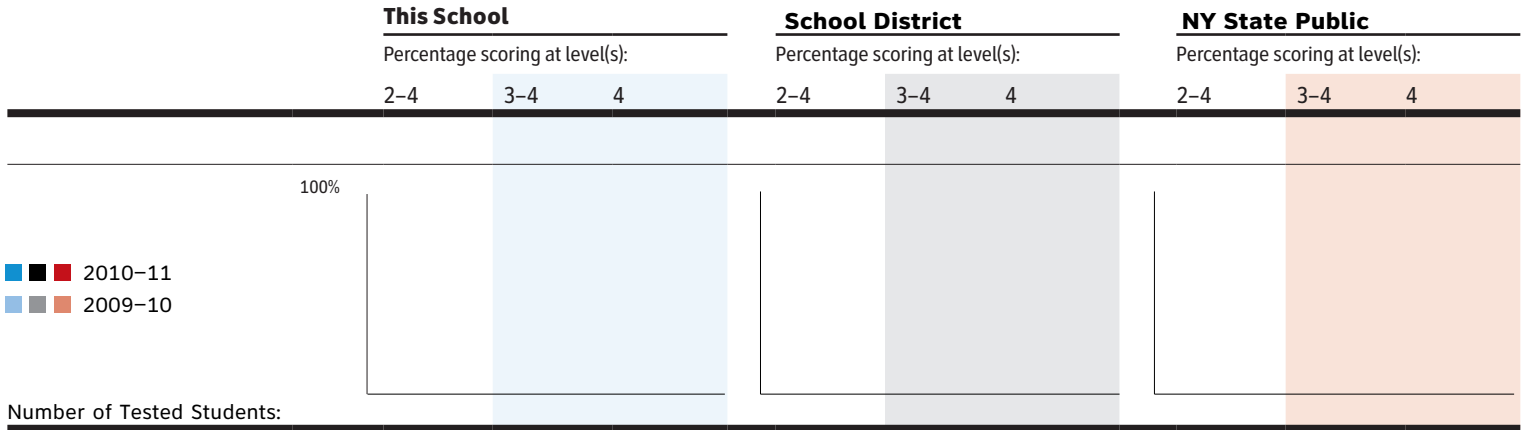 This School School District NY State Public
Percentage scoring at level(s): Percentage scoring at level(s): Percentage scoring at level(s):
2–4 3–4 4 2–4 3–4 4 2–4 3–4 4
100%
2010–11
2009–10
Number of Tested Students: